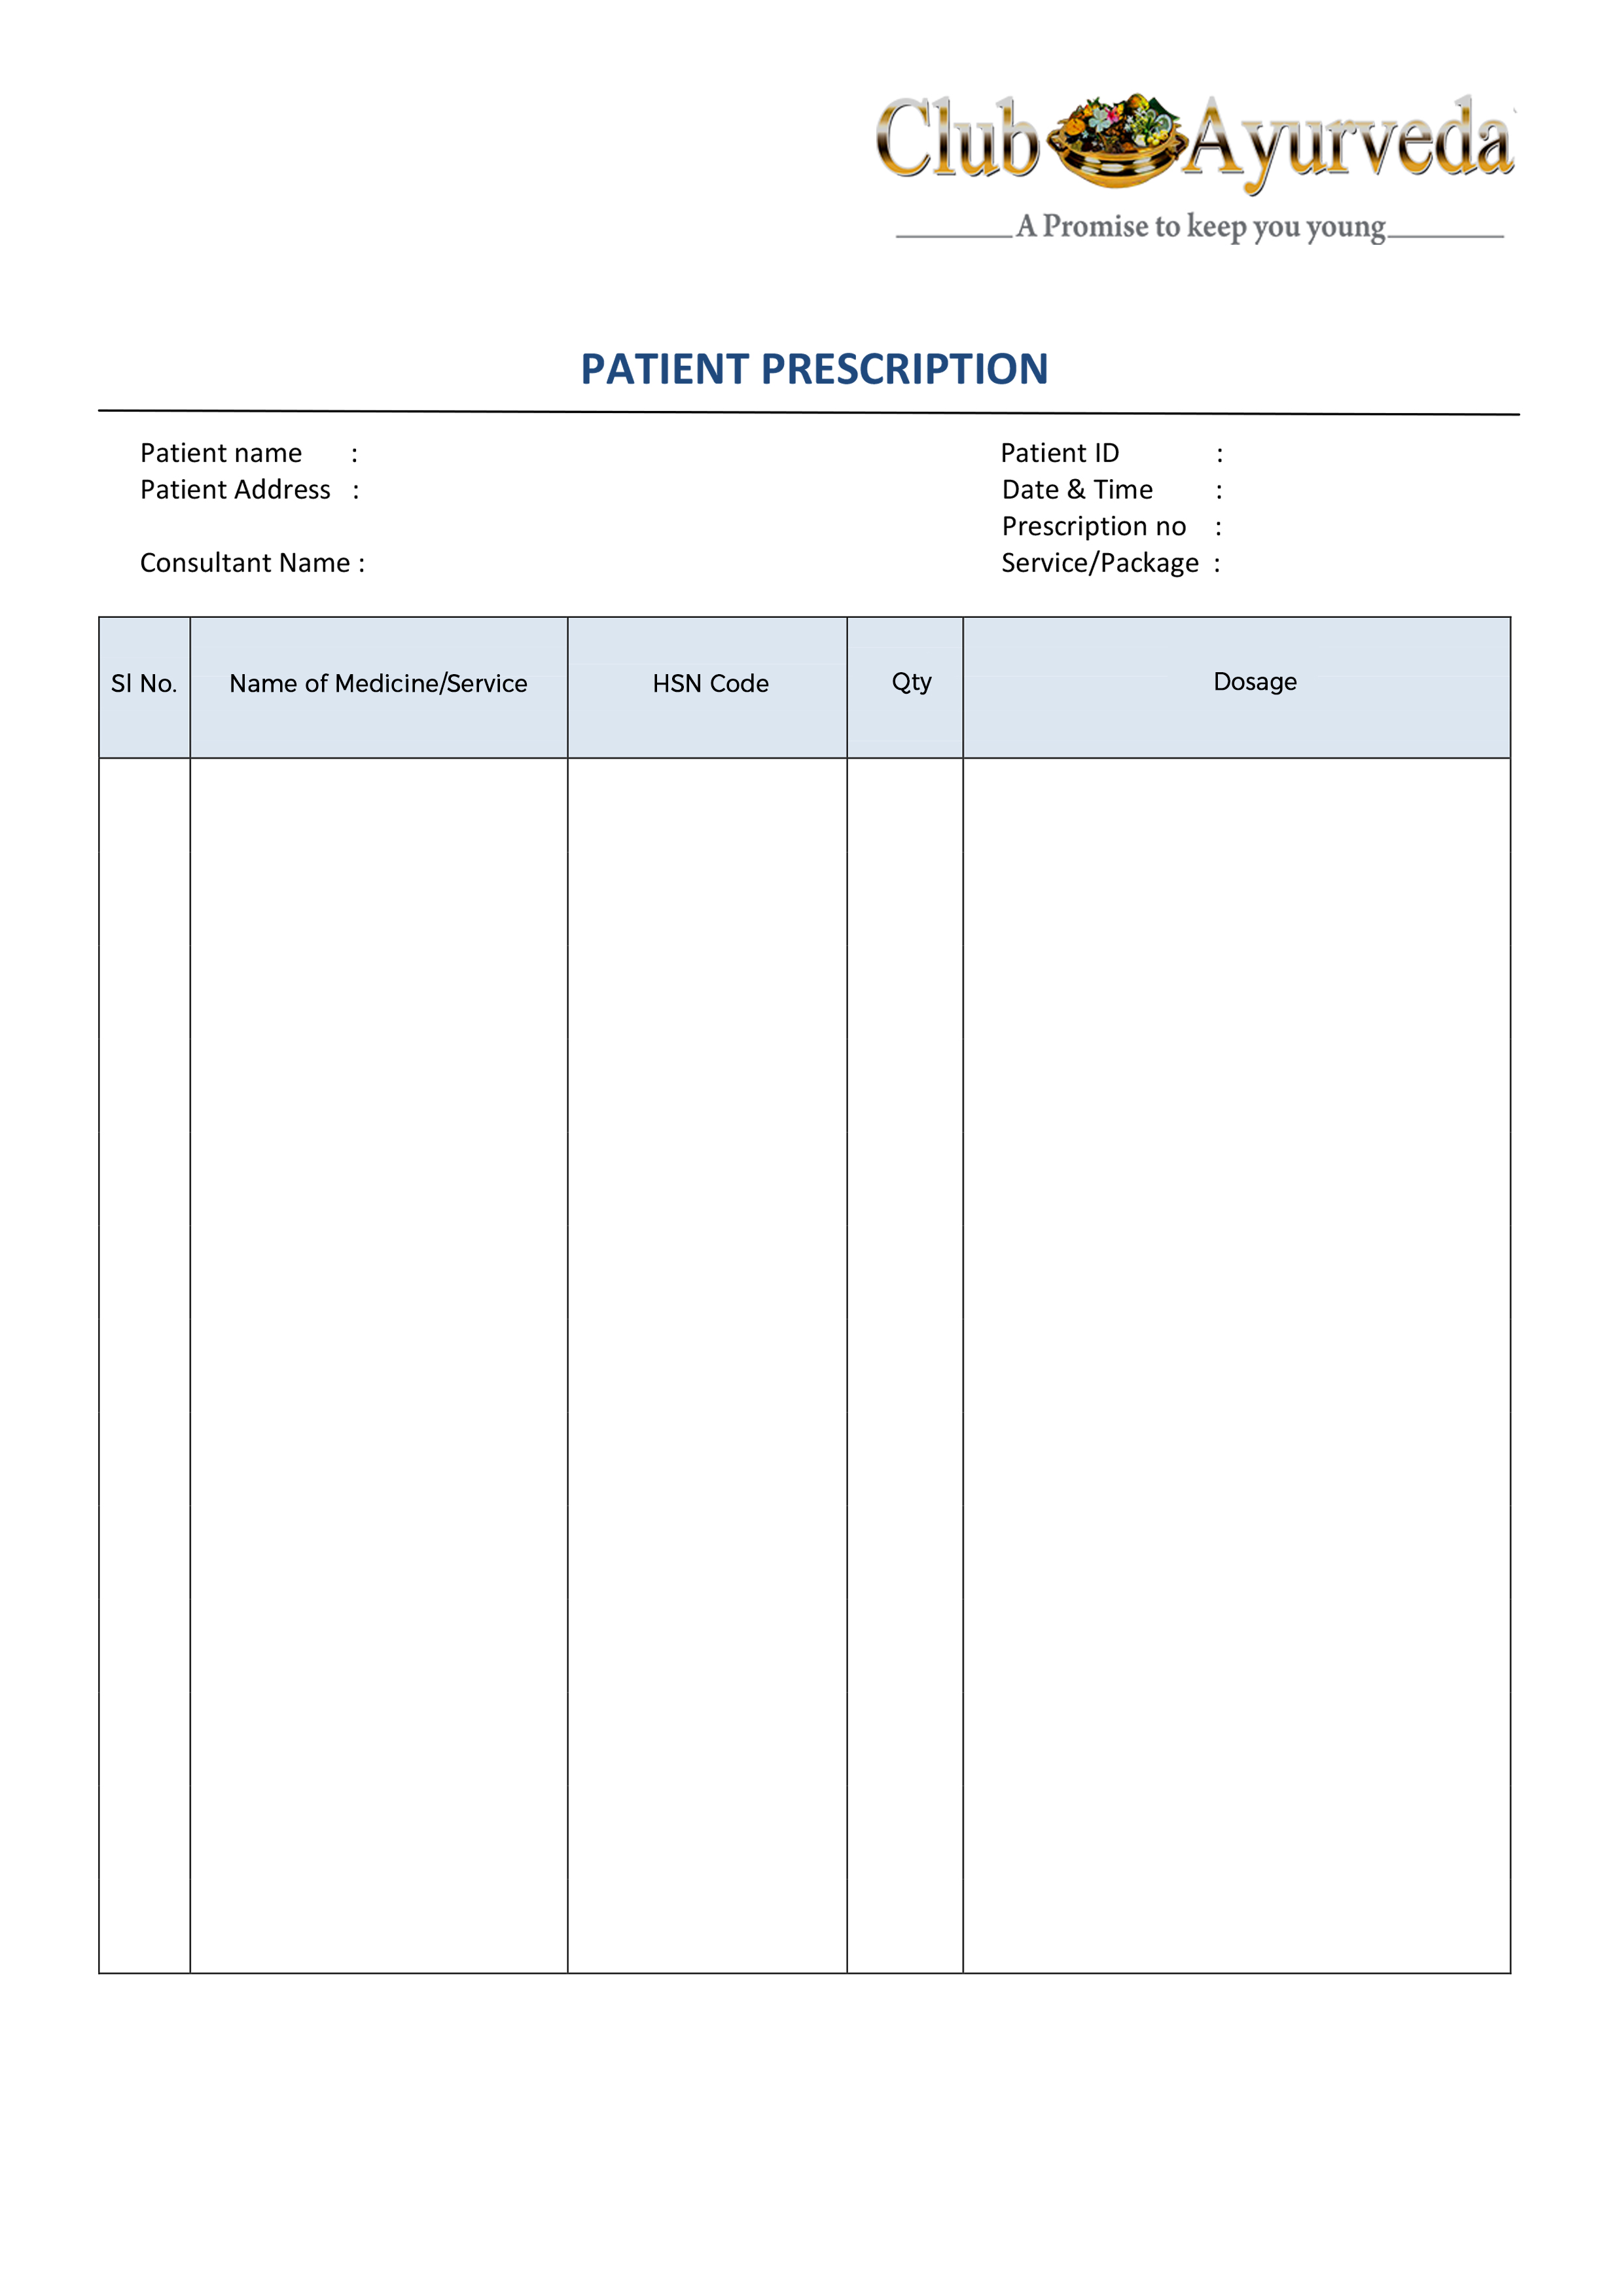 Club Ayurveda
A Promise to keep you young
PATIENT PRESCRIPTION
Patient name :
Patient ID :
Patient Address :
Date & Time :
Prescription no :
Consultant Name :
Service/Package :
Sl No. Name of Medicine/Service HSN Code Qty Dosage